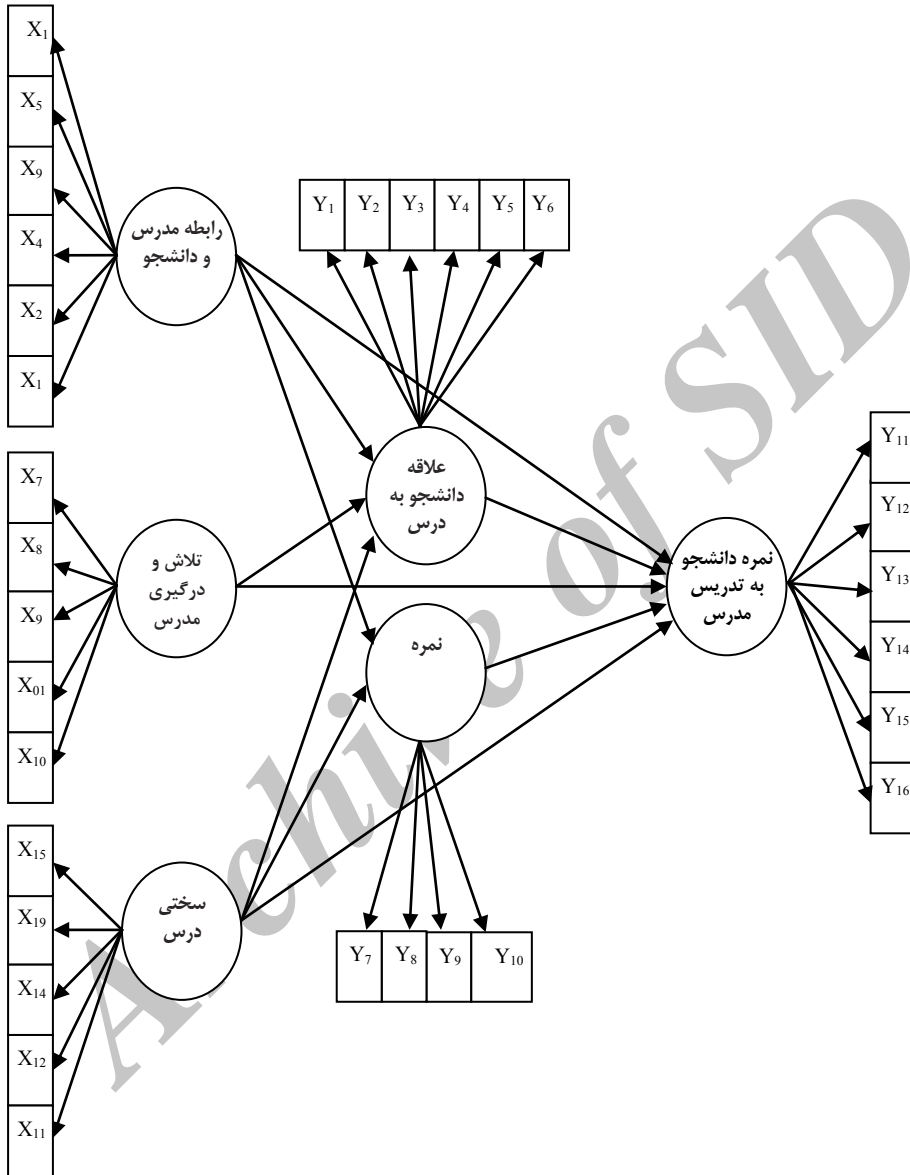 X1
X5
X9
X4
X2
X1
رابطه مدرس
و دانشجو
Y1 Y2 Y3 Y4 Y5 Y6
علاقه
دانشجو به
درس
X7
X8
X9
X01
X10
تلاش و
درگیری
مدرس
نمره
نمره دانشجو
به تدریس
مدرس
Y11
Y12
Y13
Y14
Y15
Y16
X15
X19
X14
X12
X11
سختی
درس
Y7 Y8 Y9 Y10
Archive of SID